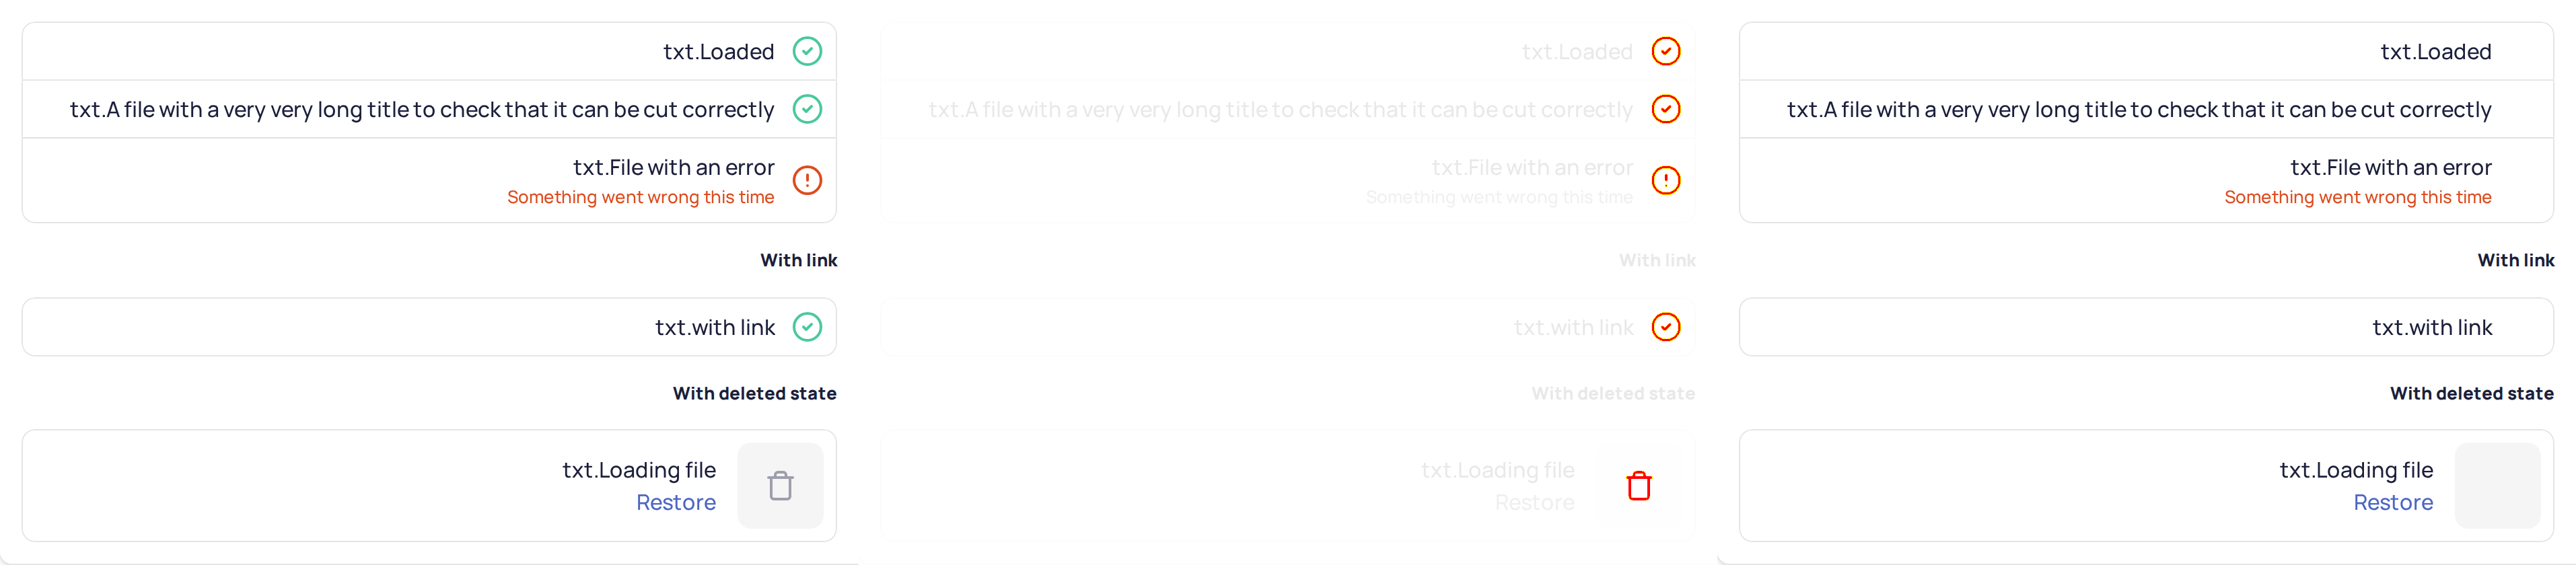 txt.Loaded
txt.A file with a very very long title to check that it can be cut correctly
txt.File with an error
Something went wrong this time
With link
txt.with link
With deleted state
txt.Loading file
Restore
txt.Loaded
txt.A file with a very very long title to check that it can be cut correctly
txt.File with an error
Something went wrong this time
With link
txt.with link
With deleted state
txt.Loading file
Restore
txt.Loaded
txt.A file with a very very long title to check that it can be cut correctly
txt.File with an error
Something went wrong this time
With link
txt.with link
With deleted state
txt.Loading file
Restore